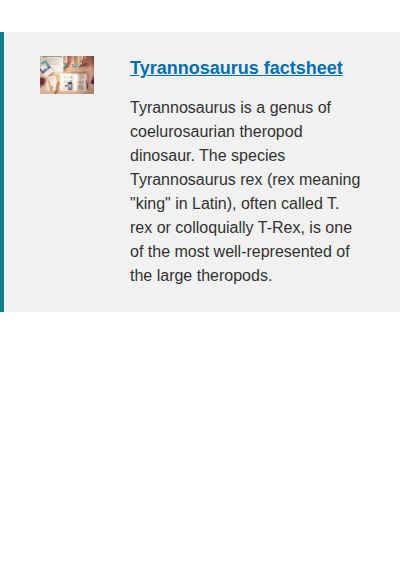 Tyrannosaurus factsheet
Tyrannosaurus is a genus of
coelurosaurian theropod
dinosaur. The species
Tyrannosaurus rex (rex meaning
"king" in Latin), often called T.
rex or colloquially T-Rex, is one
of the most well-represented of
the large theropods.